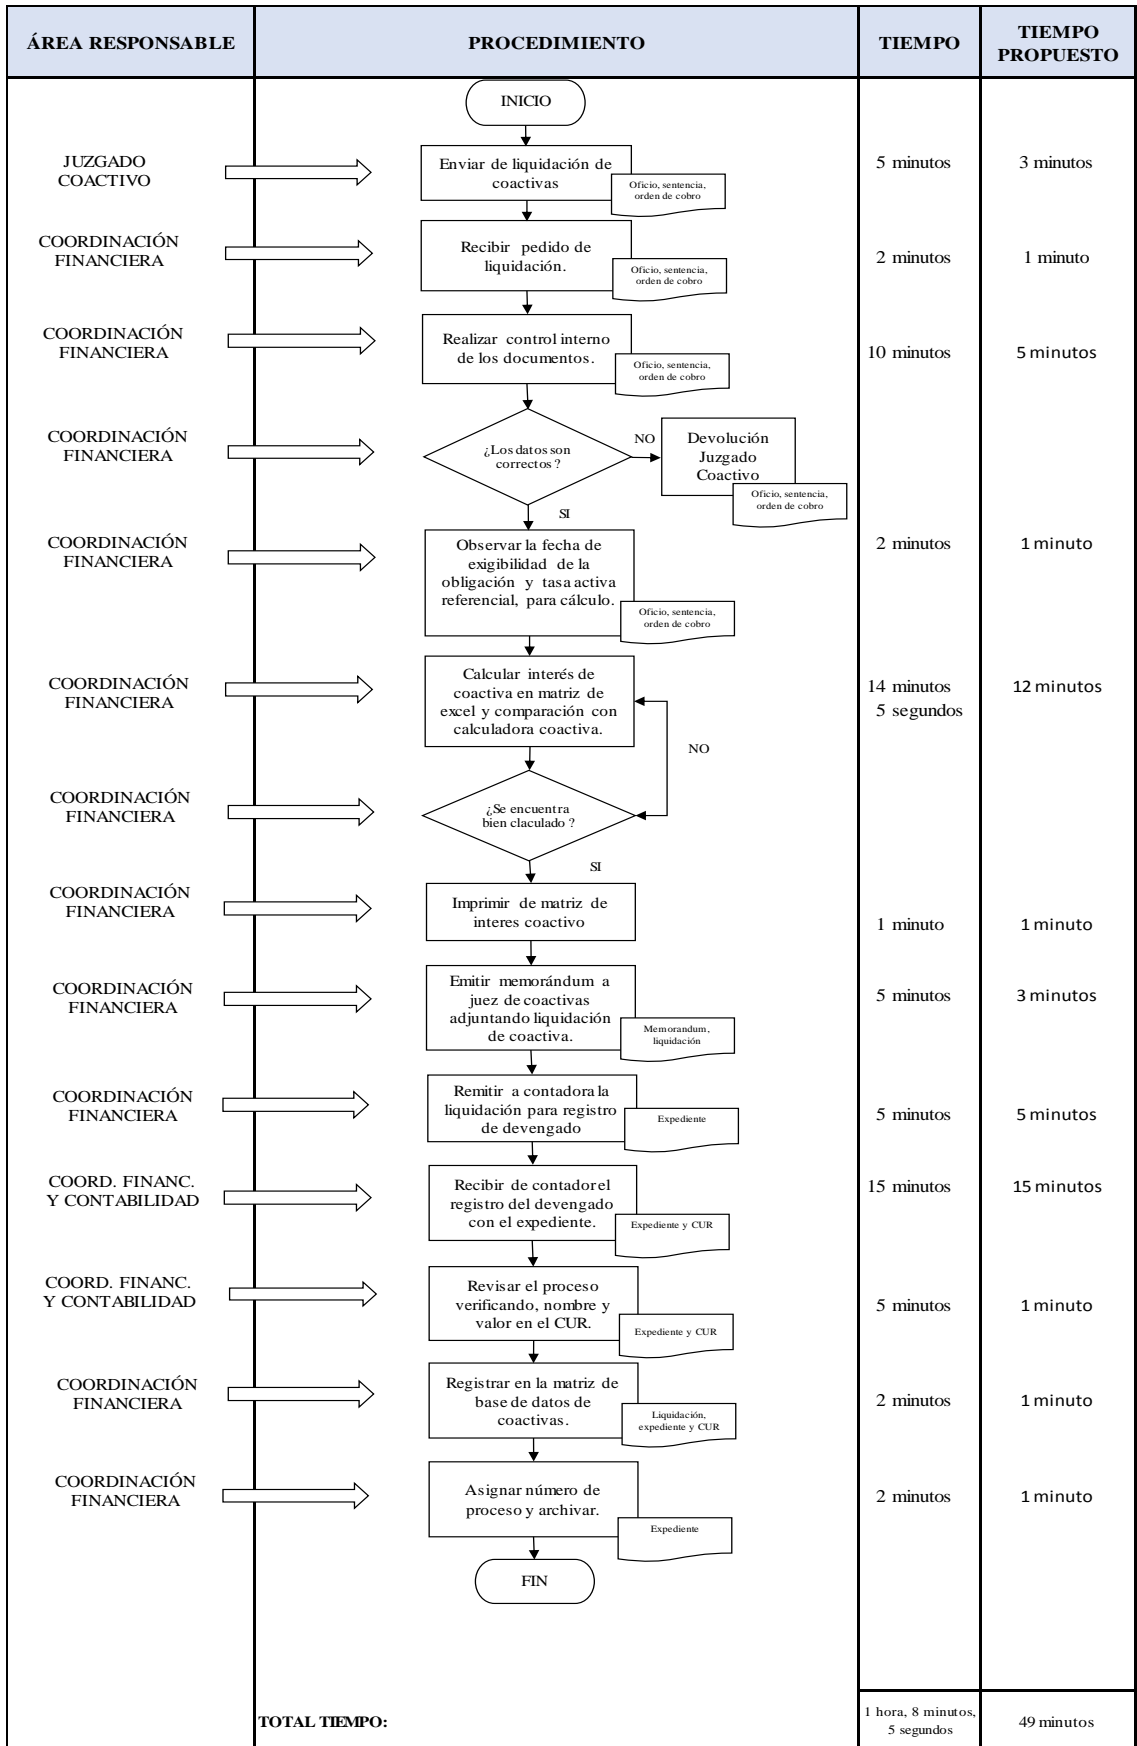 ÁREA RESPONSABLE
PROCEDIMIENTO
TIEMPO
TIEMPO
PROPUESTO
INICIO
JUZGADO
COACTIVO
Enviar de liquidación de
coactivas
Oficio, sentencia,
orden de cobro
5 minutos
3 minutos
COORDINACIÓN
FINANCIERA
Recibir pedido de
liquidación.
Oficio, sentencia,
orden de cobro
2 minutos
1 minuto
COORDINACIÓN
FINANCIERA
Realizar control interno
de los documentos.
Oficio, sentencia,
orden de cobro
10 minutos
5 minutos
COORDINACIÓN
FINANCIERA
¿Los datos son
correctos ?
NO
Devolución
Juzgado
Coactivo
Oficio, sentencia,
orden de cobro
SI
COORDINACIÓN
FINANCIERA
Observar la fecha de
exigibilidad de la
obligación y tasa activa
referencial, para cálculo.
Oficio, sentencia,
orden de cobro
2 minutos
1 minuto
COORDINACIÓN
FINANCIERA
Calcular interés de
coactiva en matriz de
excel y comparación con
calculadora coactiva.
14 minutos
5 segundos
12 minutos
NO
COORDINACIÓN
FINANCIERA
¿Se encuentra
bien claculado ?
SI
COORDINACIÓN
FINANCIERA
Imprimir de matriz de
interes coactivo
1 minuto
1 minuto
COORDINACIÓN
FINANCIERA
Emitir memorándum a
juez de coactivas
adjuntando liquidación
de coactiva.
Memorandum,
liquidación
5 minutos
3 minutos
COORDINACIÓN
FINANCIERA
Remitir a contadora la
liquidación para registro
de devengado
Expediente
5 minutos
5 minutos
COORD. FINANC.
Y CONTABILIDAD
Recibir de contador el
registro del devengado
con el expediente.
Expediente y CUR
15 minutos
15 minutos
COORD. FINANC.
Y CONTABILIDAD
Revisar el proceso
verificando, nombre y
valor en el CUR.
Expediente y CUR
5 minutos
1 minuto
COORDINACIÓN
FINANCIERA
Registrar en la matriz de
base de datos de
coactivas.
Liquidación,
expediente y CUR
2 minutos
1 minuto
COORDINACIÓN
FINANCIERA
Asignar número de
proceso y archivar.
Expediente
2 minutos
1 minuto
FIN
TOTAL TIEMPO:
1 hora, 8 minutos,
5 segundos
49 minutos